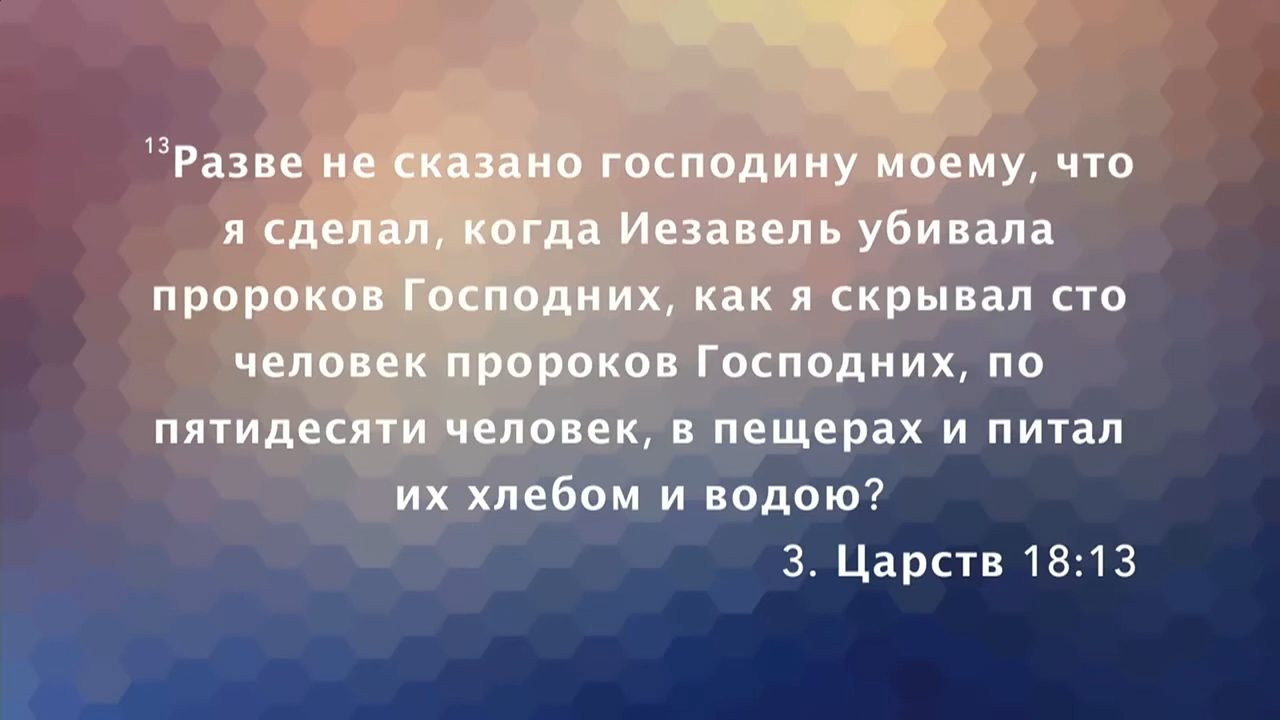 ¹³Разве не сказано господину моему, что
я сделал, когда Иезавель убивала
пророков Господних, как я скрывал сто
человек пророков Господних, по
пятидесяти человек, в пещерах и питал
их хлебом и водою?
3. Царств 18:13